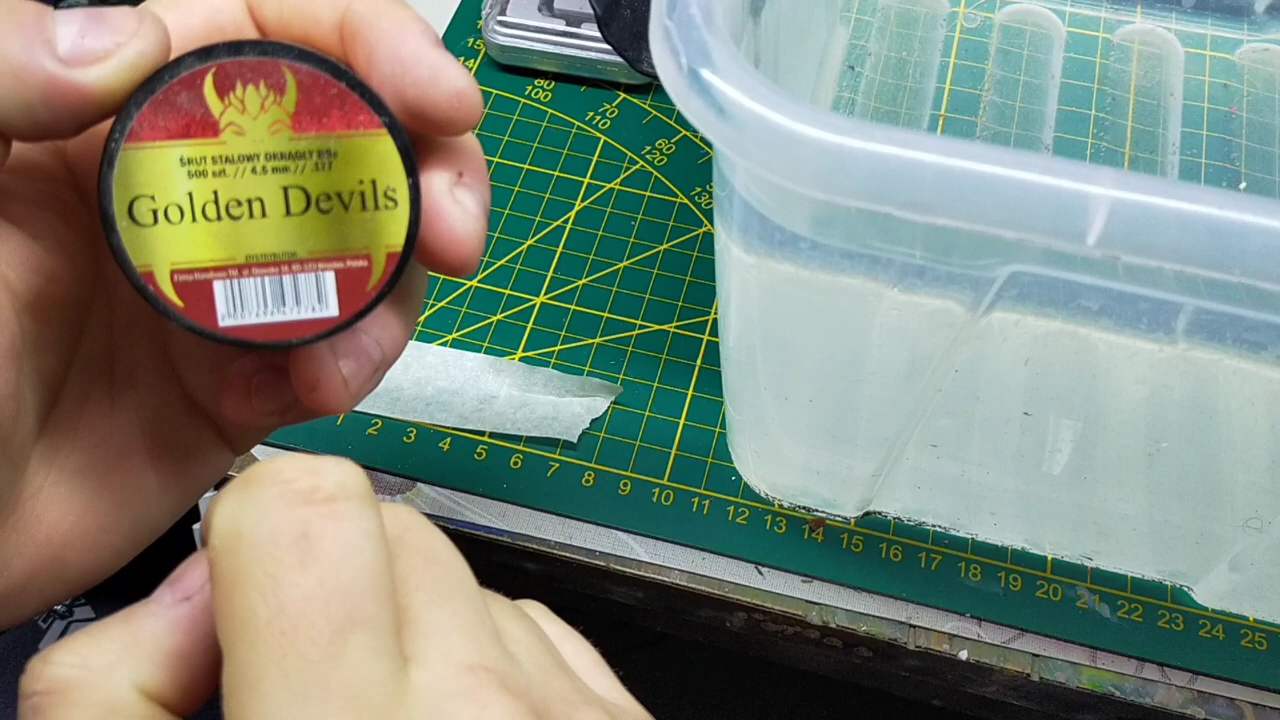 ŚRUT STALOWY OKRĄGŁY BBs
500 szt. // 4.5 mm // .177
Golden Devils
DYSTRYBUTOR
15
14
80
100
70
110
60
120
130
1 2 3 4 5 6 7 8 9 10 11 12 13 14 15 16 17 18 19 20 21 22 23 24 25